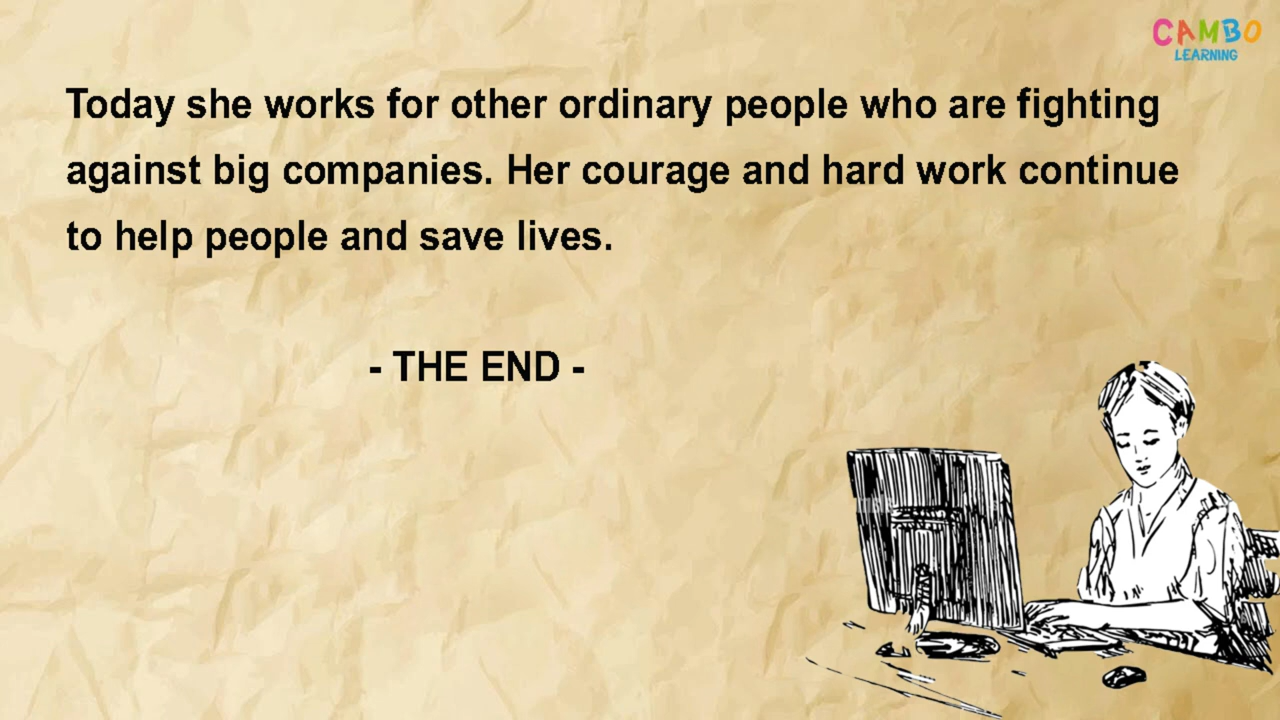 CAMBO
LEARNING
Today she works for other ordinary people who are fighting
against big companies. Her courage and hard work continue
to help people and save lives.
- THE END -